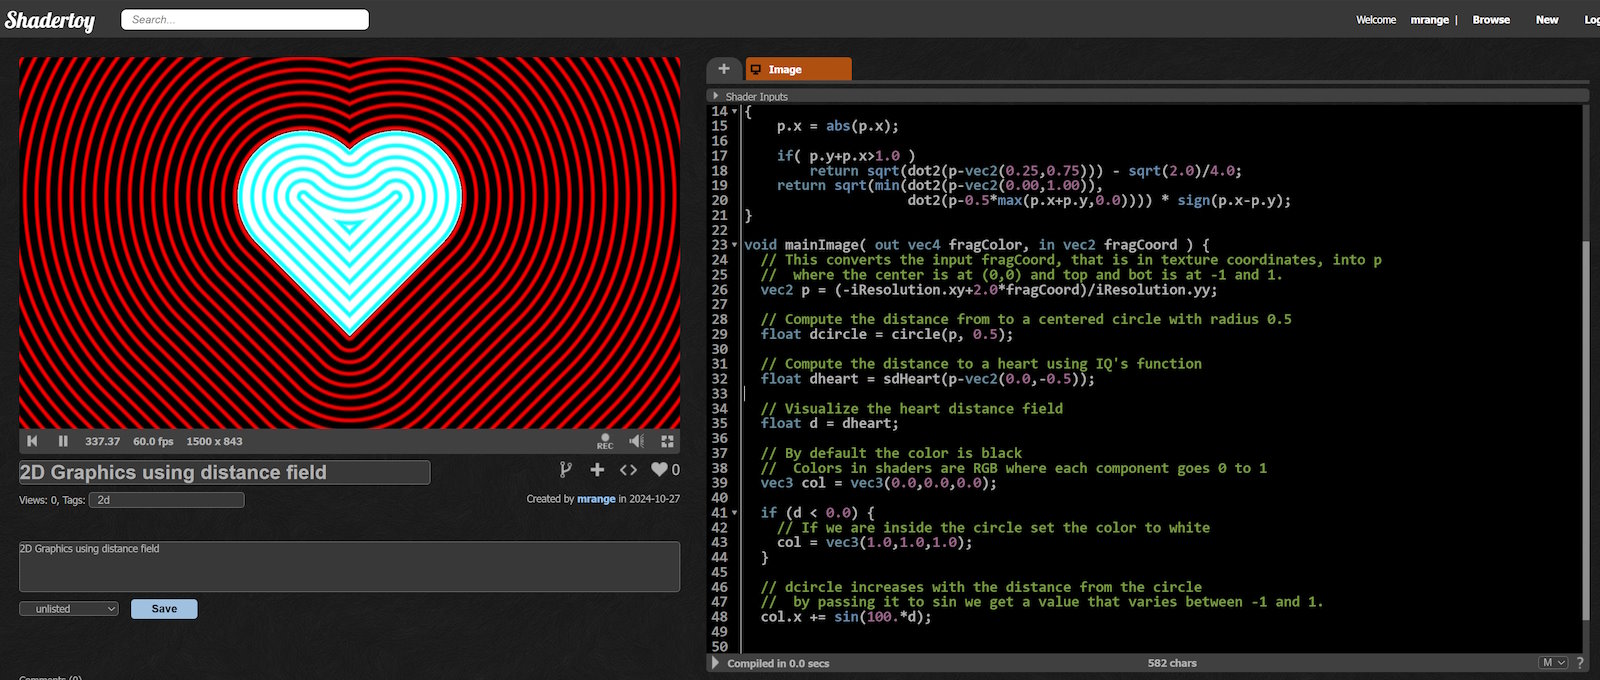 Shadertoy
Search...
Welcome mrange | Browse New
Image
Shader Inputs
14 {
15 p.x = abs(p.x);
16
17 if( p.y+p.x>1.0 )
18 return sqrt(dot2(p-vec2(0.25,0.75))) - sqrt(2.0)/4.0;
19 return sqrt(min(dot2(p-vec2(0.00,1.00)),
20 dot2(p-0.5*max(p.x+p.y,0.0)))) * sign(p.x-p.y);
21 }
22
23 void mainImage( out vec4 fragColor, in vec2 fragCoord ) {
24 // This converts the input fragCoord, that is in texture coordinates, into p
25 //  where the center is at (0,0) and top and bot is at -1 and 1.
26 vec2 p = (-iResolution.xy+2.0*fragCoord)/iResolution.yy;
27
28 // Compute the distance from to a centered circle with radius 0.5
29 float dcircle = circle(p, 0.5);
30
31 // Compute the distance to a heart using IQ's function
32 float dheart = sdHeart(p-vec2(0.0,-0.5));
33
34 // Visualize the heart distance field
35 float d = dheart;
36
37 // By default the color is black
38 //  Colors in shaders are RGB where each component goes 0 to 1
39 vec3 col = vec3(0.0,0.0,0.0);
40
41 if (d < 0.0) {
42 // If we are inside the circle set the color to white
43 col = vec3(1.0,1.0,1.0);
44 }
45
46 // dcircle increases with the distance from the circle
47 //  by passing it to sin we get a value that varies between -1 and 1.
48 col.x += sin(100.*d);
49
50
Compiled in 0.0 secs 582 chars M ?
337.37 60.0 fps 1500 x 843 REC
2D Graphics using distance field
0
Views: 0, Tags: 2d
Created by mrange in 2024-10-27
2D Graphics using distance field
unlisted Save